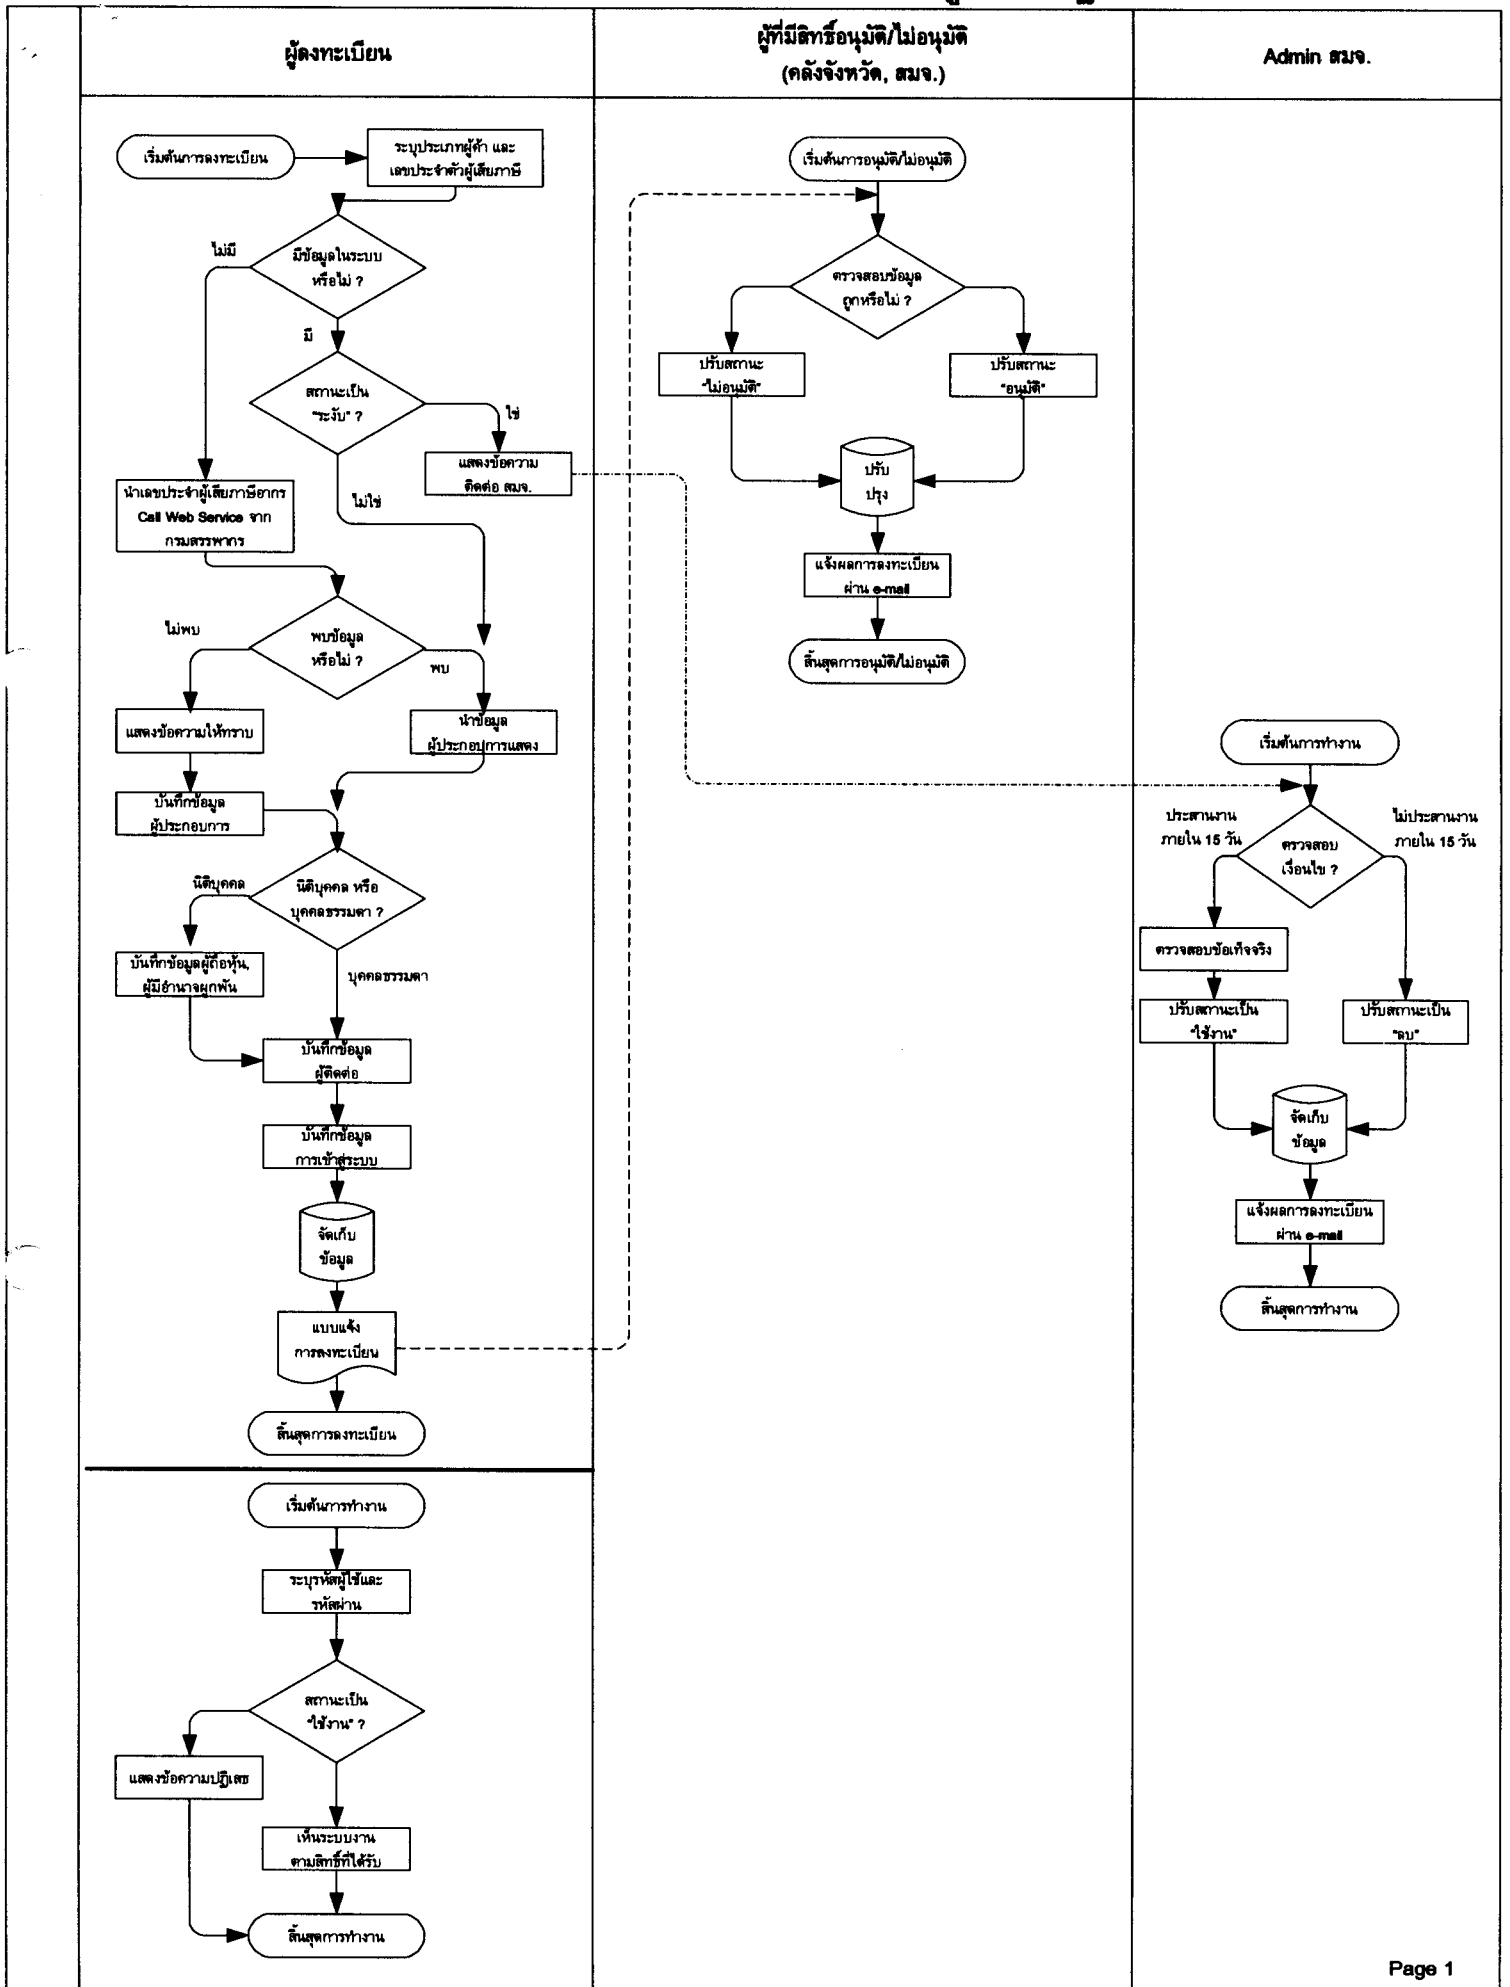 ผู้ลงทะเบียน
ผู้ที่มีสิทธิ์อนุมัติ/ไม่อนุมัติ
(คลังจังหวัด, สมจ.)
Admin สมจ.
เริ่มต้นการลงทะเบียน
ระบุประเภทผู้ค้า และ
เลขประจำตัวผู้เสียภาษี
ไม่มี
มีข้อมูลในระบบ
หรือไม่ ?
มี
สถานะเป็น
"ระงับ" ?
ใช่
แสดงข้อความ
ติดต่อ สมจ.
ไม่ใช่
นำเลขประจำผู้เสียภาษีอากร
Call Web Service จาก
กรมสรรพากร
ไม่พบ
พบข้อมูล
หรือไม่ ?
พบ
แสดงข้อความให้ทราบ
นำข้อมูล
ผู้ประกอบการแสดง
บันทึกข้อมูล
ผู้ประกอบการ
นิติบุคคล
นิติบุคคล หรือ
บุคคลธรรมดา ?
บันทึกข้อมูลผู้ถือหุ้น,
ผู้มีอำนาจผูกพัน
บุคคลธรรมดา
บันทึกข้อมูล
ผู้ติดต่อ
บันทึกข้อมูล
การเข้าสู่ระบบ
จัดเก็บ
ข้อมูล
แบบแจ้ง
การลงทะเบียน
สิ้นสุดการลงทะเบียน
เริ่มต้นการทำงาน
ระบุรหัสผู้ใช้และ
รหัสผ่าน
สถานะเป็น
"ใช้งาน" ?
แสดงข้อความปฏิเสธ
เห็นระบบงาน
ตามสิทธิ์ที่ได้รับ
สิ้นสุดการทำงาน
เริ่มต้นการอนุมัติ/ไม่อนุมัติ
ตรวจสอบข้อมูล
ถูกหรือไม่ ?
ปรับสถานะ
"ไม่อนุมัติ"
ปรับสถานะ
"อนุมัติ"
ปรับ
ปรุง
แจ้งผลการลงทะเบียน
ผ่าน e-mail
สิ้นสุดการอนุมัติ/ไม่อนุมัติ
เริ่มต้นการทำงาน
ประสานงาน
ภายใน 15 วัน
ไม่ประสานงาน
ภายใน 15 วัน
ตรวจสอบ
เงื่อนไข ?
ตรวจสอบข้อเท็จจริง
ปรับสถานะเป็น
"ใช้งาน"
ปรับสถานะเป็น
"ลบ"
จัดเก็บ
ข้อมูล
แจ้งผลการลงทะเบียน
ผ่าน e-mail
สิ้นสุดการทำงาน
Page 1